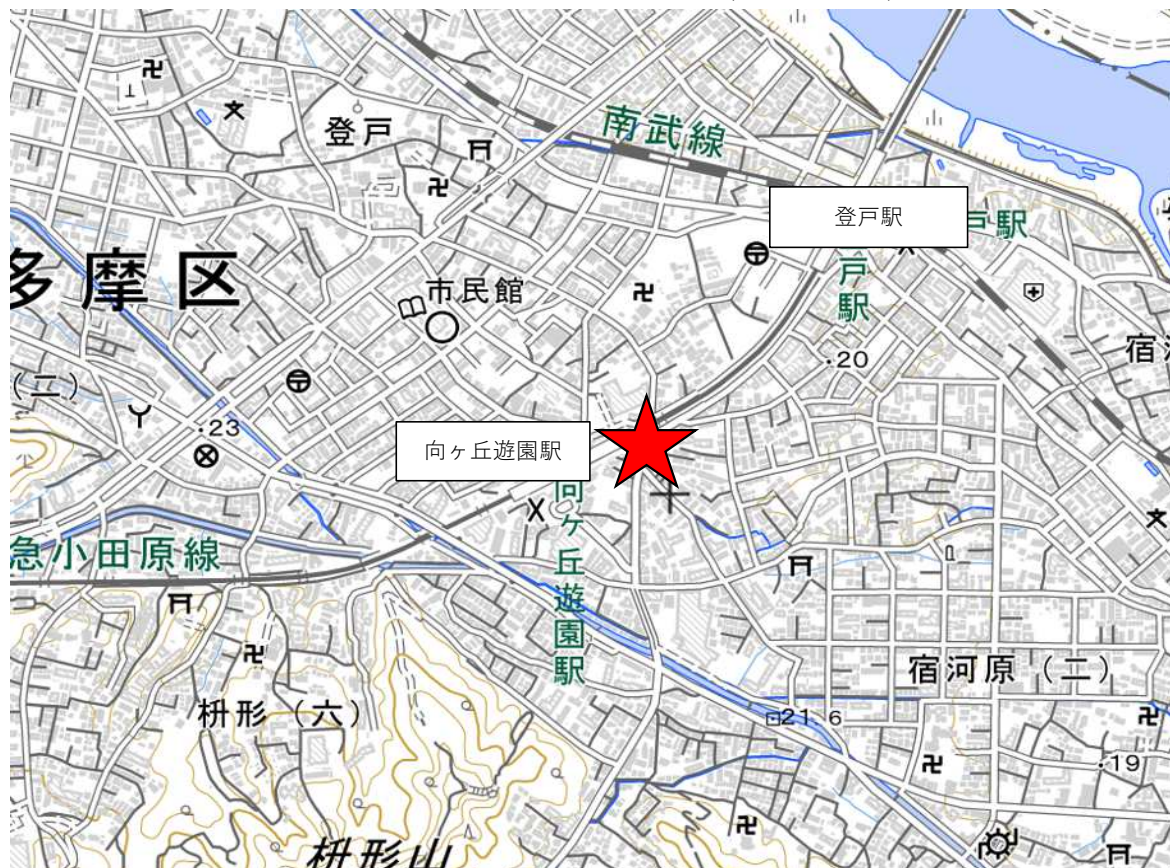 南武線
登戸
登戸駅
戸駅
戸駅
多摩区
市民館
宿
20
(二)
23
向ヶ丘遊園駅
向ヶ丘遊園駅
急小田原線
宿河原(二)
枡形(六)
21.6
19
枡形山